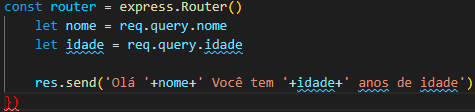 const router = express.Router()
let nome = req.query.nome
let idade = req.query.idade
res.send('Olá '+nome+' Você tem '+idade+' anos de idade')
})